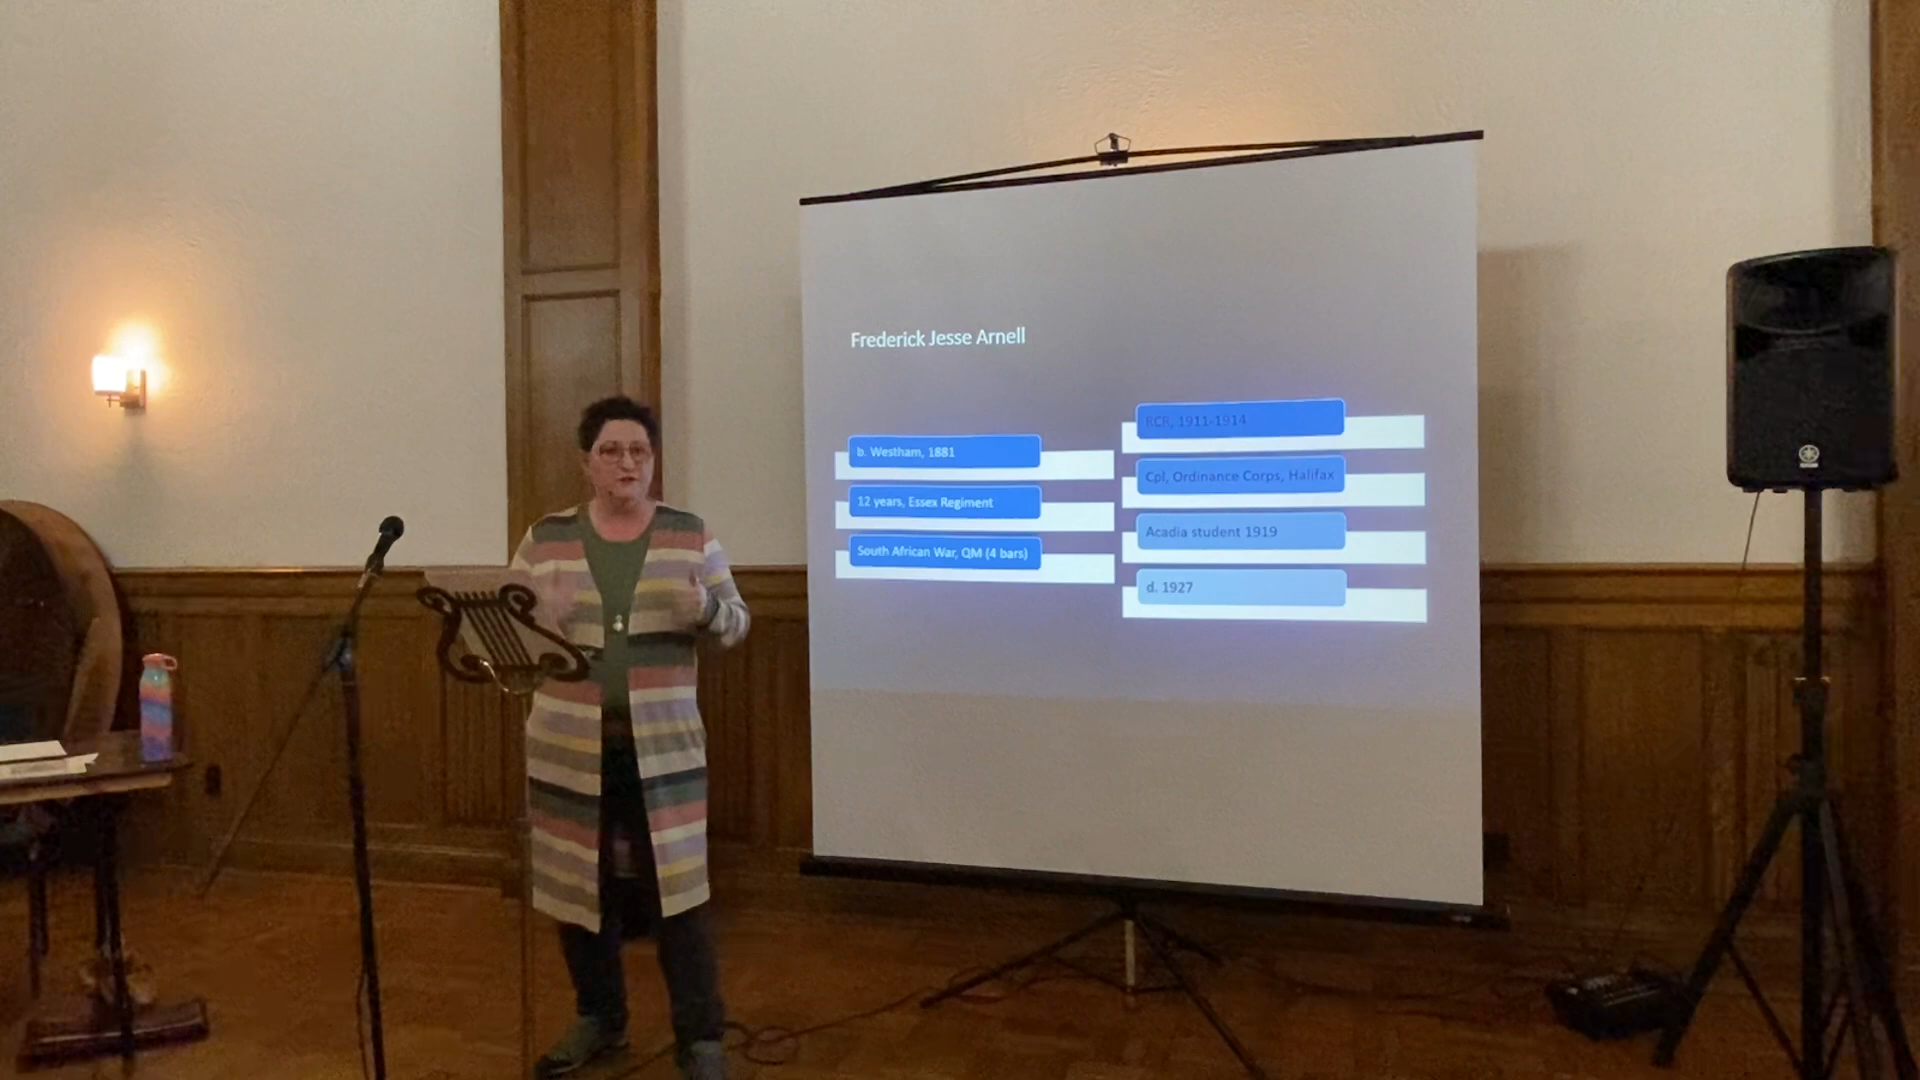 Frederick Jesse Arnell
b. Westham, 1881
12 years, Essex Regiment
South African War, QM (4 bars)
RCR, 1911-1914
Cpl, Ordinance Corps, Halifax
Acadia student 1919
d. 1927